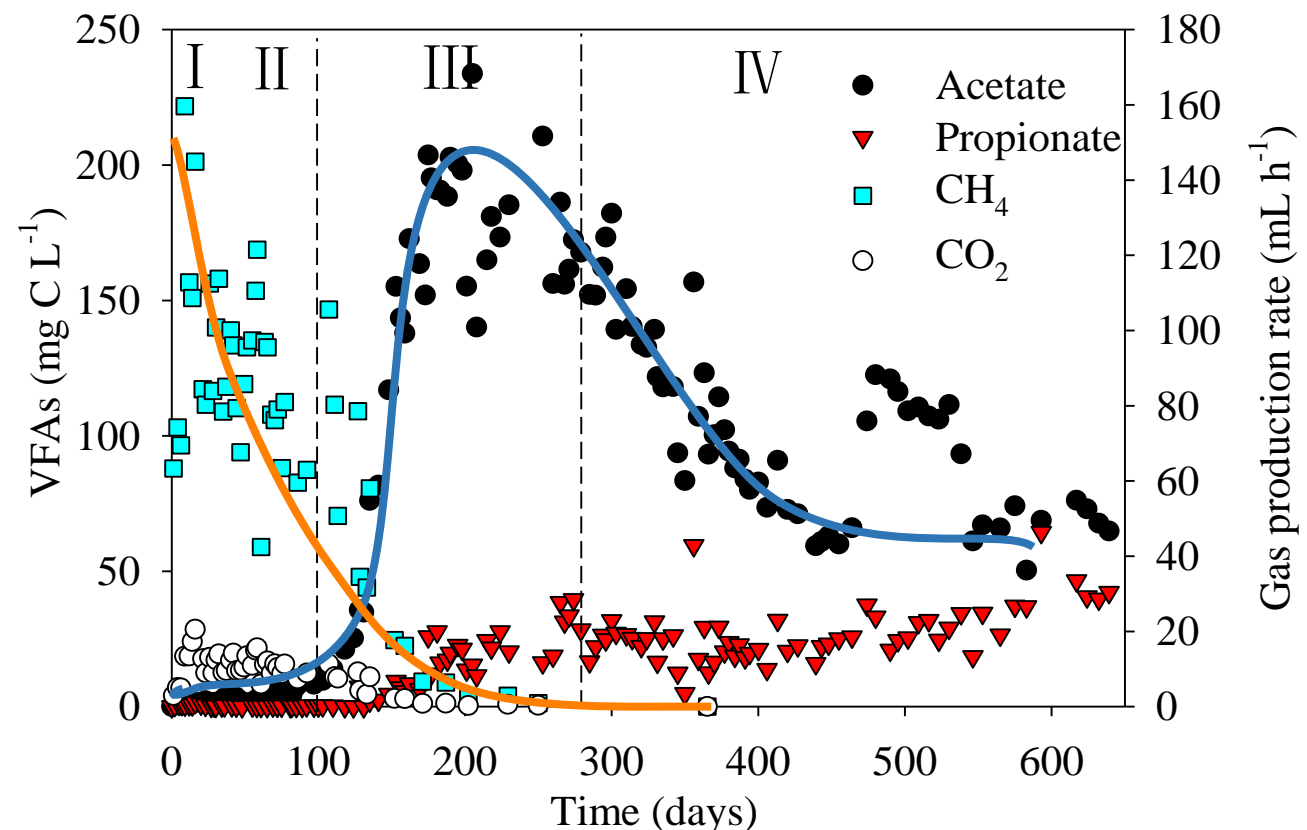 250
200
150
100
50
0
VFAs (mg C L-1)
I
II
III
IV
Acetate
Propionate
CH4
CO2
180
160
140
120
100
80
60
40
20
0
Gas production rate (mL h-1)
0 100 200 300 400 500 600
Time (days)